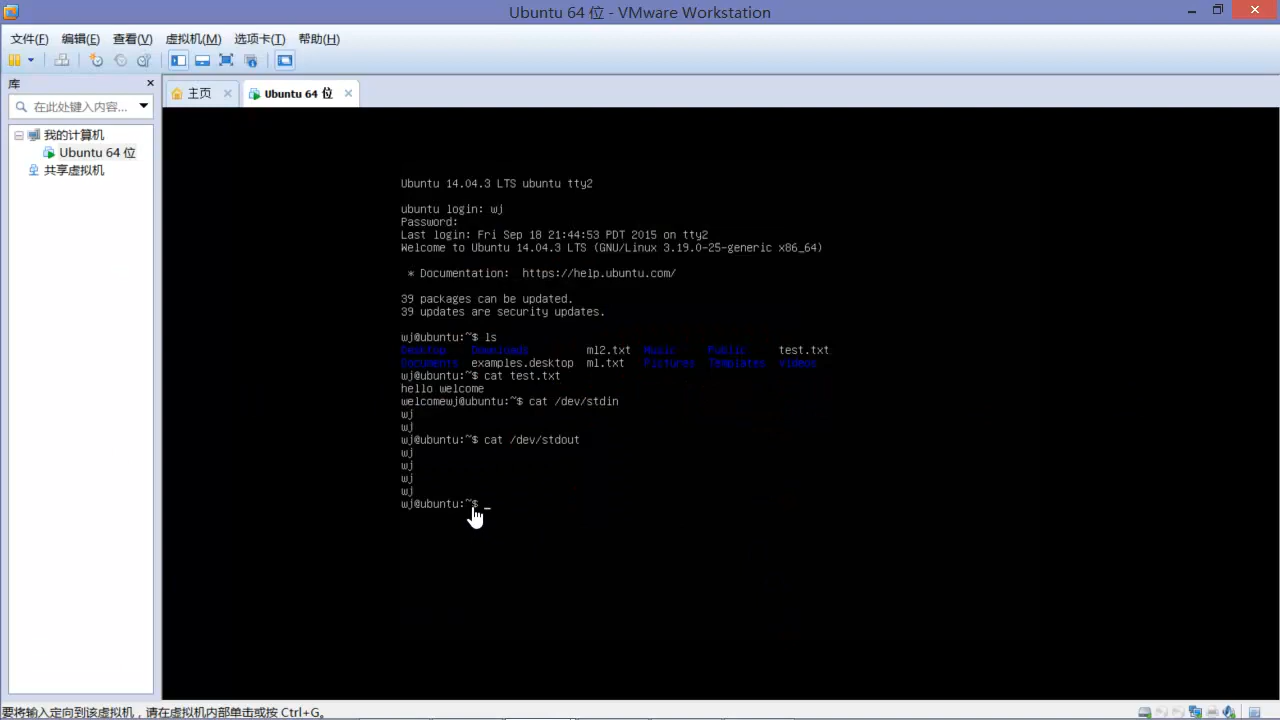 Ubuntu 64 位 - VMware Workstation
文件(F) 编辑(E) 查看(V) 虚拟机(M) 选项卡(T) 帮助(H)
库
在此处键入内容...
我的计算机
Ubuntu 64 位
共享虚拟机
主页
Ubuntu 64 位
Ubuntu 14.04.3 LTS ubuntu tty2
ubuntu login: wj
Password:
Last login: Fri Sep 18 21:44:53 PDT 2015 on tty2
Welcome to Ubuntu 14.04.3 LTS (GNU/Linux 3.19.0-25-generic x86_64)
* Documentation:  https://help.ubuntu.com/
39 packages can be updated.
39 updates are security updates.
wj@ubuntu:~$ ls
Desktop Downloads ml2.txt Music Public test.txt
Documents examples.desktop ml.txt Pictures Templates Videos
wj@ubuntu:~$ cat test.txt
hello welcome
welcomewj@ubuntu:~$ cat /dev/stdin
wj
wj
wj@ubuntu:~$ cat /dev/stdout
wj
wj
wj
wj
wj@ubuntu:~$ _
要将输入定向到该虚拟机，请在虚拟机内部单击或按 Ctrl+G。